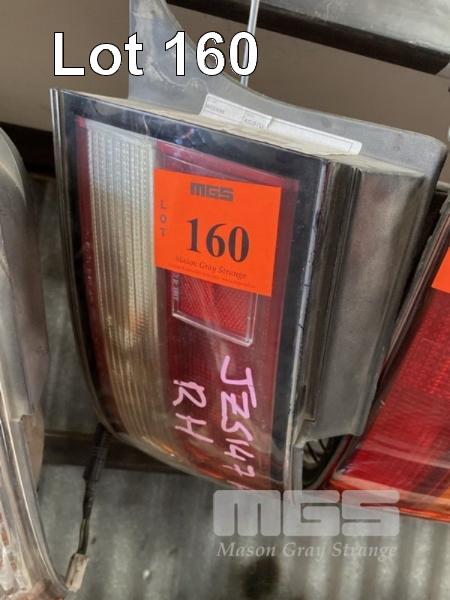 Lot 160
MGS
LOT
160
Mason Gray Strange
JZS147
RH
MGS
Mason Gray Strange